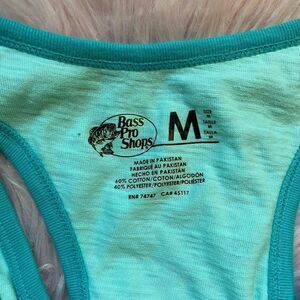 Bass
Pro
Shops
M
SIZE
M
TAILLE
M
TALLA
M
MADE IN PAKISTAN
FABRIQUÉ AU PAKISTAN
HECHO EN PAKISTAN
60% COTTON/COTON/ALGODÓN
40% POLYESTER/POLYESTER/POLIÉSTER
RN# 74747 CA# 45117